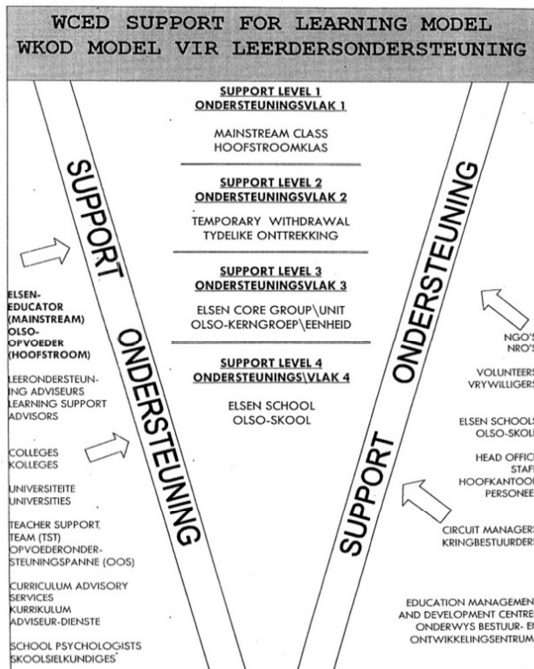 WCED SUPPORT FOR LEARNING MODEL
WKOD MODEL VIR LEERDERSONDERSTEUNING
SUPPORT LEVEL 1
ONDERSTEUNINGSVLAK 1
MAINSTREAM CLASS
HOOFSTROOMKLAS
SUPPORT LEVEL 2
ONDERSTEUNINGSVLAK 2
TEMPORARY WITHDRAWAL
TYDELIKE ONTTREKKING
SUPPORT LEVEL 3
ONDERSTEUNINGSVLAK 3
ELSEN CORE GROUP\UNIT
OLSO-KERNGROEP\EENHEID
SUPPORT LEVEL 4
ONDERSTEUNINGS\VLAK 4
ELSEN SCHOOL
OLSO-SKOOL
SUPPORT ONDERSTEUNING
SUPPORT ONDERSTEUNING
ELSEN-
EDUCATOR
(MAINSTREAM)
OLSO-
OPVOEDER
(HOOFSTROOM)
LEERONDERSTEUN-
ING ADVISEURS
LEARNING SUPPORT
ADVISORS
COLLEGES
KOLLEGES
UNIVERSITEITE
UNIVERSITIES
TEACHER SUPPORT
TEAM (TST)
OPVOEDERONDER-
STEUNINGSPANNE (OOS)
CURRICULUM ADVISORY
SERVICES
KURRIKULUM
ADVISEUR-DIENSTE
SCHOOL PSYCHOLOGISTS
SKOOLSIELKUNDIGES
NGO'S
NRO'S
VOLUNTEERS
VRYWILLIGERS
ELSEN SCHOOLS
OLSO-SKOLE
HEAD OFFICE
STAFF
HOOFKANTOOR
PERSONEEL
CIRCUIT MANAGERS
KRINGBESTUURDERS
EDUCATION MANAGEMEN
AND DEVELOPMENT CENTRE
ONDERWYS BESTUUR- EN
ONTWIKKELINGSENTRUM